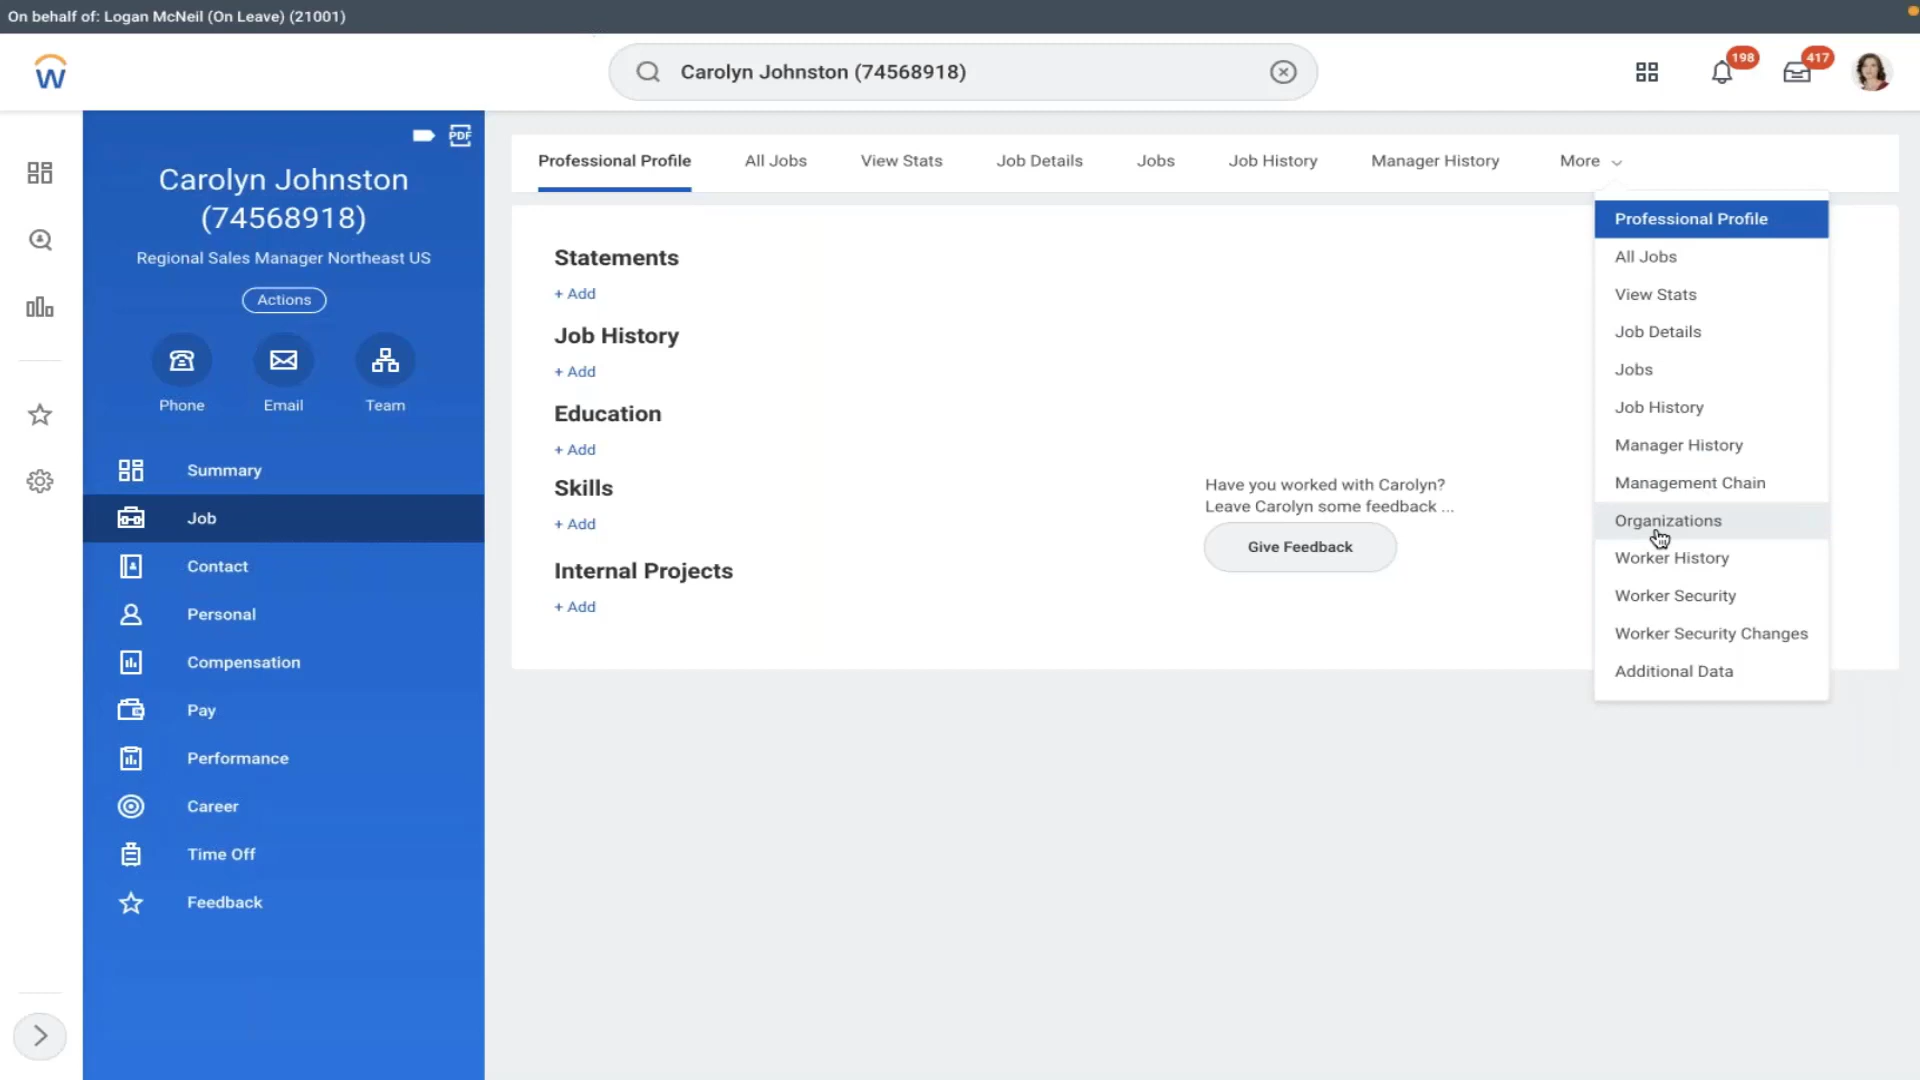 On behalf of: Logan McNeil (On Leave) (21001)
W
Carolyn Johnston (74568918)
198
417
PDF
Carolyn Johnston
(74568918)
Regional Sales Manager Northeast US
Actions
Phone
Email
Team
Summary
Job
Contact
Personal
Compensation
Pay
Performance
Career
Time Off
Feedback
Professional Profile
All Jobs
View Stats
Job Details
Jobs
Job History
Manager History
More
Statements
+ Add
Job History
+ Add
Education
+ Add
Skills
+ Add
Internal Projects
+ Add
Have you worked with Carolyn?
Leave Carolyn some feedback ...
Give Feedback
Professional Profile
All Jobs
View Stats
Job Details
Jobs
Job History
Manager History
Management Chain
Organizations
Worker History
Worker Security
Worker Security Changes
Additional Data